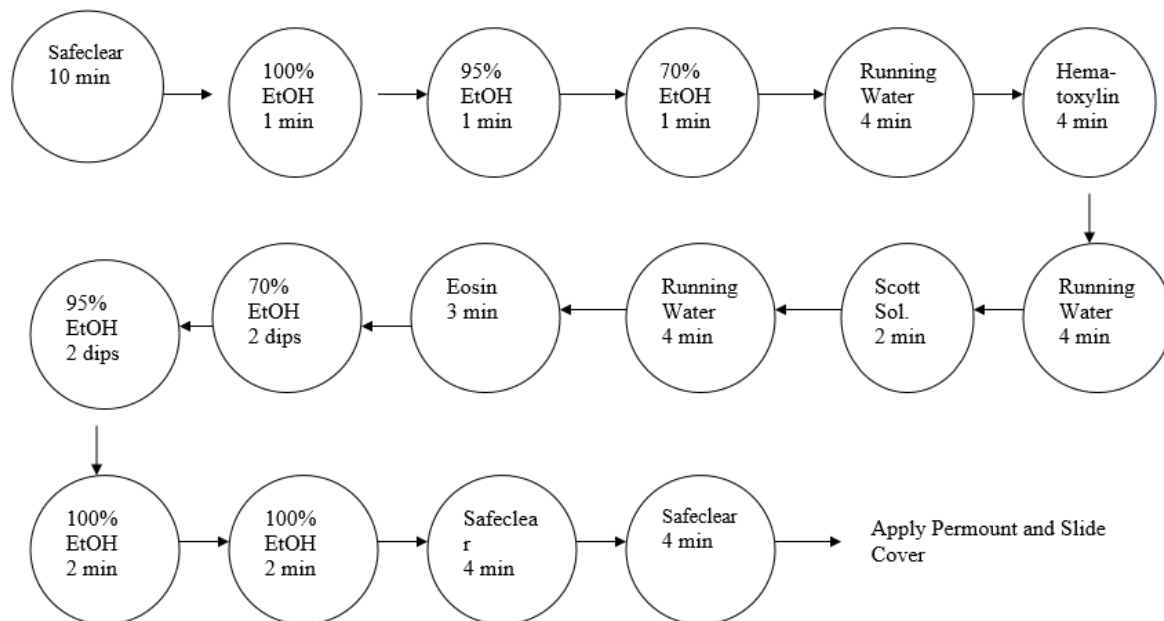 Safeclear
10 min
100%
EtOH
1 min
95%
EtOH
1 min
70%
EtOH
1 min
Running
Water
4 min
Hema-
toxylin
4 min
Running
Water
4 min
Scott
Sol.
2 min
Running
Water
4 min
Eosin
3 min
70%
EtOH
2 dips
95%
EtOH
2 dips
100%
EtOH
2 min
100%
EtOH
2 min
Safeclea
r
4 min
Safeclear
4 min
Apply Permount and Slide
Cover